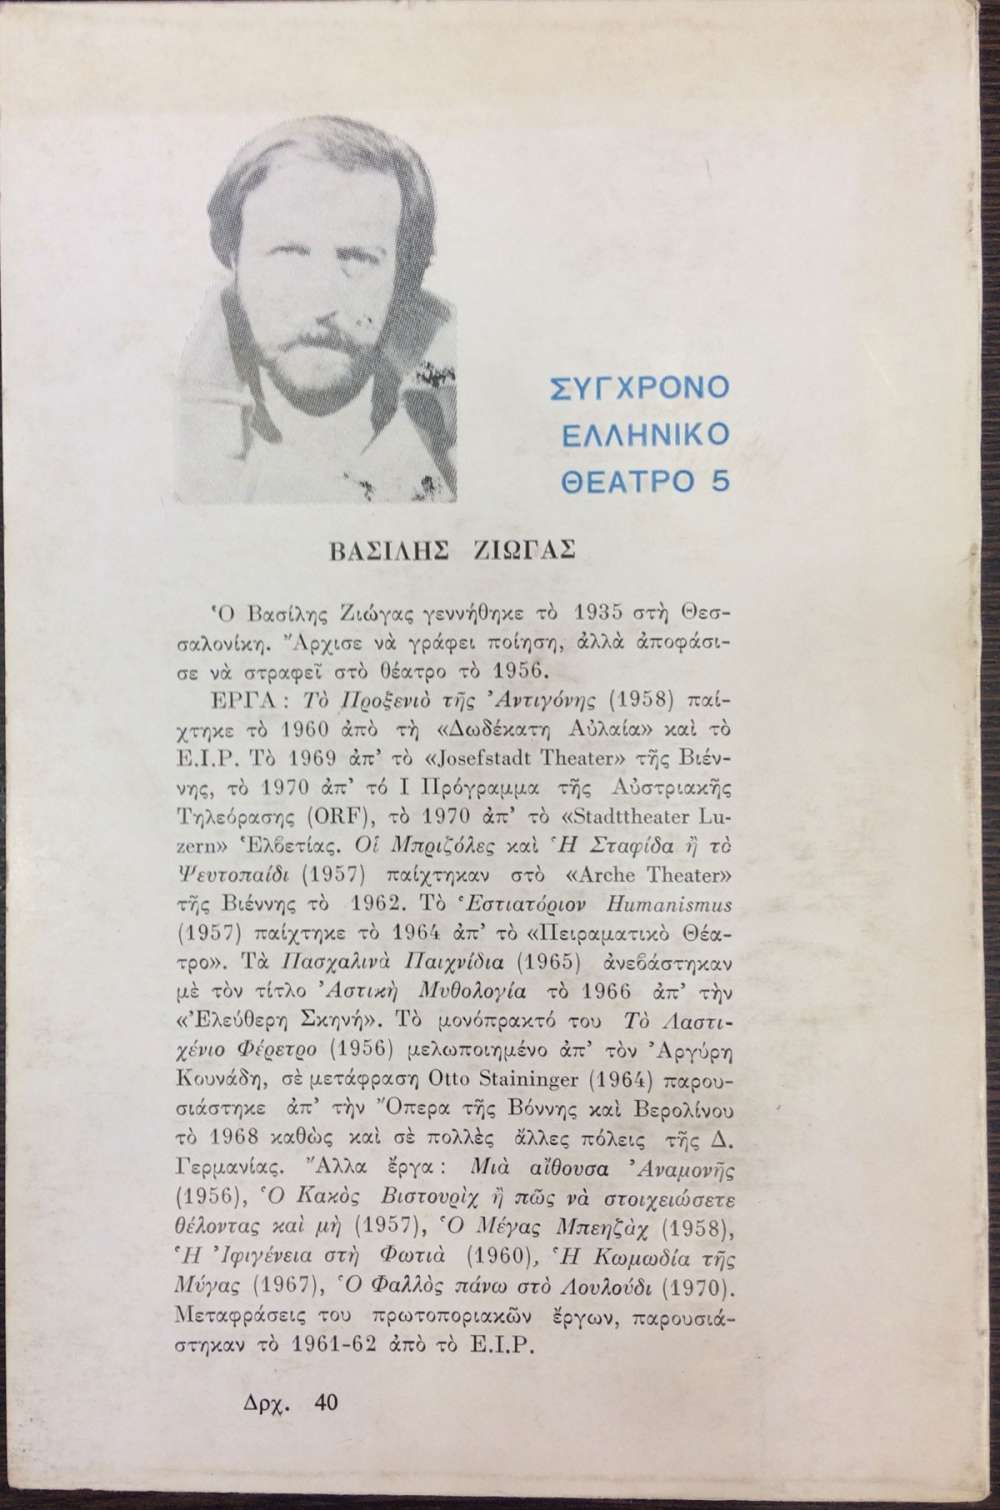 ΣΥΓΧΡΟΝΟ
ΕΛΛΗΝΙΚΟ
ΘΕΑΤΡΟ 5
ΒΑΣΙΛΗΣ ΖΙΩΓΑΣ
Ὁ Βασίλης Ζιώγας γεννήθηκε τὸ 1935 στὴ Θεσ-
σαλονίκη. Ἄρχισε νὰ γράφει ποίηση, ἀλλὰ ἀποφάσι-
σε νὰ στραφεῖ στὸ θέατρο τὸ 1956.
ΕΡΓΑ : Τὸ Προξενιὸ τῆς Ἀντιγόνης (1958) παί-
χτηκε τὸ 1960 ἀπὸ τὴ «Δωδέκατη Αὐλαία» καὶ τὸ
Ε.Ι.Ρ. Τὸ 1969 ἀπ’ τὸ «Josefstadt Theater» τῆς Βιέν-
νης, τὸ 1970 ἀπ’ τό Ι Πρόγραμμα τῆς Αὐστριακῆς
Τηλεόρασης (ORF), τὸ 1970 ἀπ’ τὸ «Stadttheater Lu-
zern» Ἑλβετίας. Οἱ Μπριζόλες καὶ Ἡ Σταφίδα ἢ τὸ
Ψευτοπαίδι (1957) παίχτηκαν στὸ «Arche Theater»
τῆς Βιέννης τὸ 1962. Τὸ Ἑστιατόριον Humanismus
(1957) παίχτηκε τὸ 1964 ἀπ’ τὸ «Πειραματικὸ Θέα-
τρο». Τὰ Πασχαλινὰ Παιχνίδια (1965) ἀνεβάστηκαν
μὲ τὸν τίτλο Ἀστικὴ Μυθολογία τὸ 1966 ἀπ’ τὴν
«Ἐλεύθερη Σκηνή». Τὸ μονόπρακτό του Τὸ Λαστι-
χένιο Φέρετρο (1956) μελωποιημένο ἀπ’ τὸν Ἀργύρη
Κουνάδη, σὲ μετάφραση Otto Staininger (1964) παρου-
σιάστηκε ἀπ’ τὴν Ὄπερα τῆς Βόννης καὶ Βερολίνου
τὸ 1968 καθὼς καὶ σὲ πολλὲς ἄλλες πόλεις τῆς Δ.
Γερμανίας. Ἄλλα ἔργα : Μιὰ αἴθουσα Ἀναμονῆς
(1956), Ὁ Κακὸς Βιστουρὶχ ἢ πῶς νὰ στοιχειώσετε
θέλοντας καὶ μὴ (1957), Ὁ Μέγας Μπεηζὰχ (1958),
Ἡ Ἰφιγένεια στὴ Φωτιὰ (1960), Ἡ Κωμωδία τῆς
Μύγας (1967), Ὁ Φαλλὸς πάνω στὸ Λουλούδι (1970).
Μεταφράσεις του πρωτοποριακῶν ἔργων, παρουσιά-
στηκαν τὸ 1961-62 ἀπὸ τὸ Ε.Ι.Ρ.
Δρχ. 40